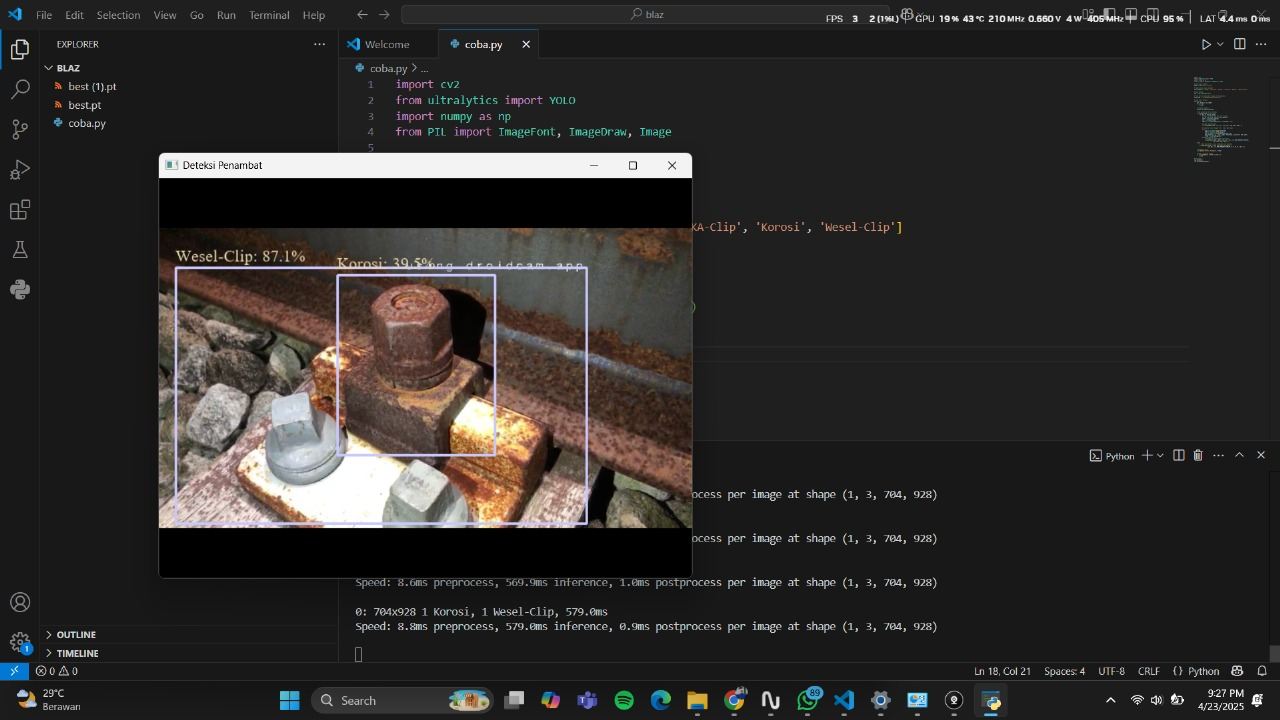 File Edit Selection View Go Run Terminal Help
blaz
FPS 3 2 (1%L) GPU 19 % 43 °C 210 MHz 0.660 V 4 W 405 MHz CPU 95 % LAT 4.4 ms 0 ms
EXPLORER
BLAZ
best (1).pt
best.pt
coba.py
Welcome
coba.py
coba.py > ...
1 import cv2
2 from ultralytics import YOLO
3 import numpy as np
4 from PIL import ImageFont, ImageDraw, Image
5
Deteksi Penambat
KA-Clip', 'Korosi', 'Wesel-Clip']
)
Wesel-Clip: 87.1%
Korosi: 39.5%
droidcam app
Python
process per image at shape (1, 3, 704, 928)
process per image at shape (1, 3, 704, 928)
Speed: 8.6ms preprocess, 569.9ms inference, 1.0ms postprocess per image at shape (1, 3, 704, 928)
0: 704x928 1 Korosi, 1 Wesel-Clip, 579.0ms
Speed: 8.8ms preprocess, 579.0ms inference, 0.9ms postprocess per image at shape (1, 3, 704, 928)
OUTLINE
TIMELINE
1
0 0
Ln 18, Col 21 Spaces: 4 UTF-8 CRLF {} Python
29°C
Berawan
Search
89
9:27 PM
4/23/2025